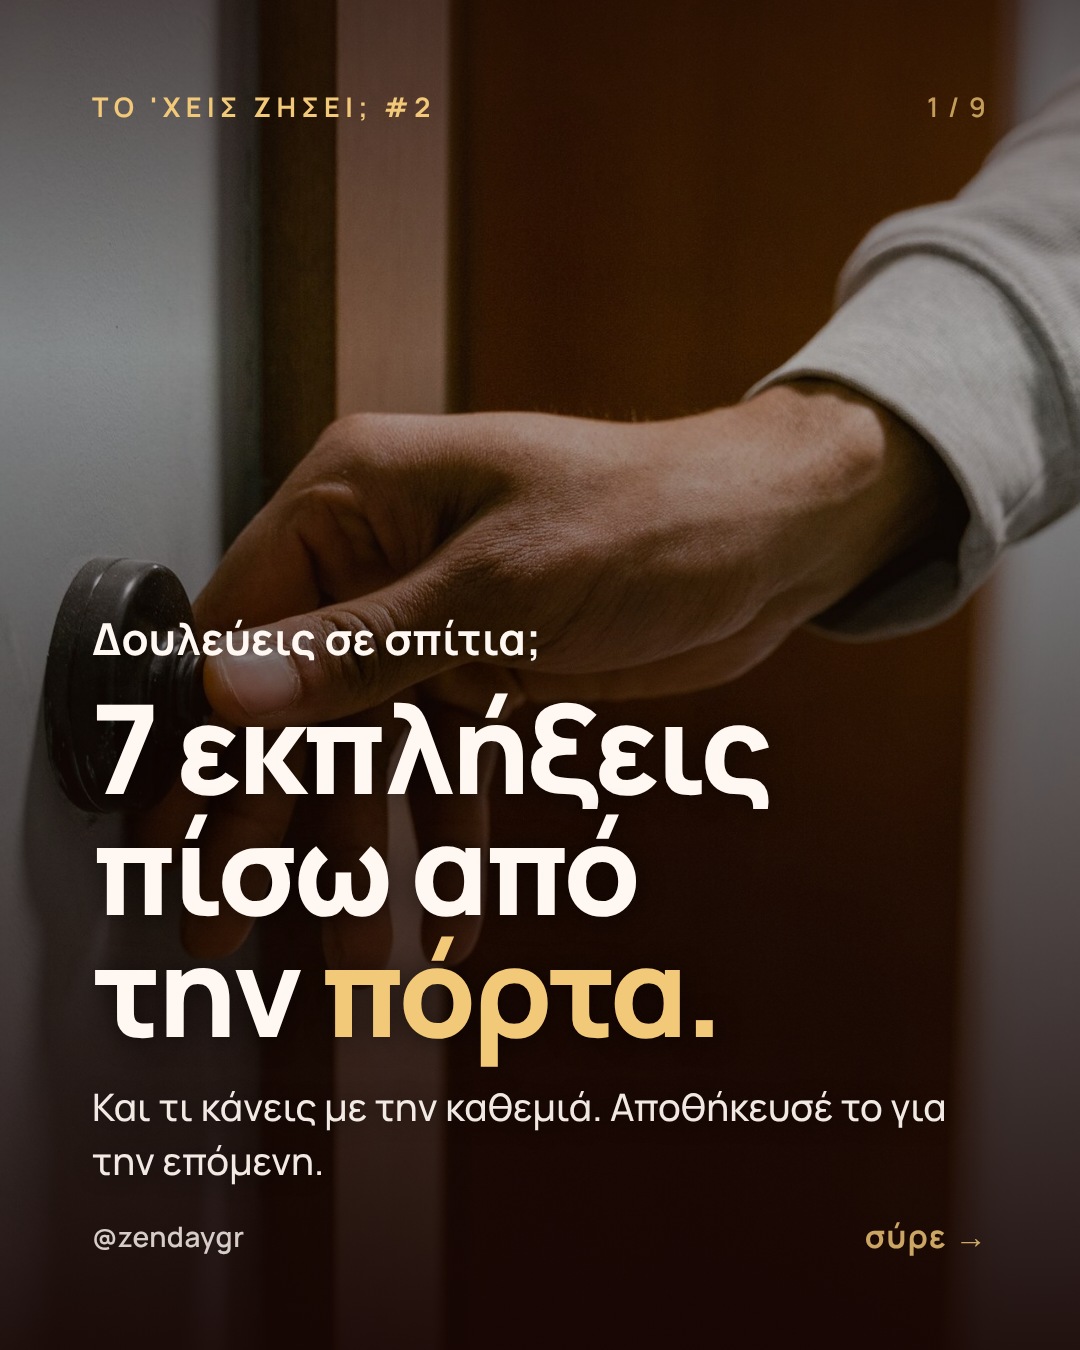 ΤΟ 'ΧΕΙΣ ΖΗΣΕΙ; #2
1 / 9
Δουλεύεις σε σπίτια;
7 εκπλήξεις
πίσω από
την πόρτα.
Και τι κάνεις με την καθεμιά. Αποθήκευσέ το για
την επόμενη.
@zendaygr
σύρε →